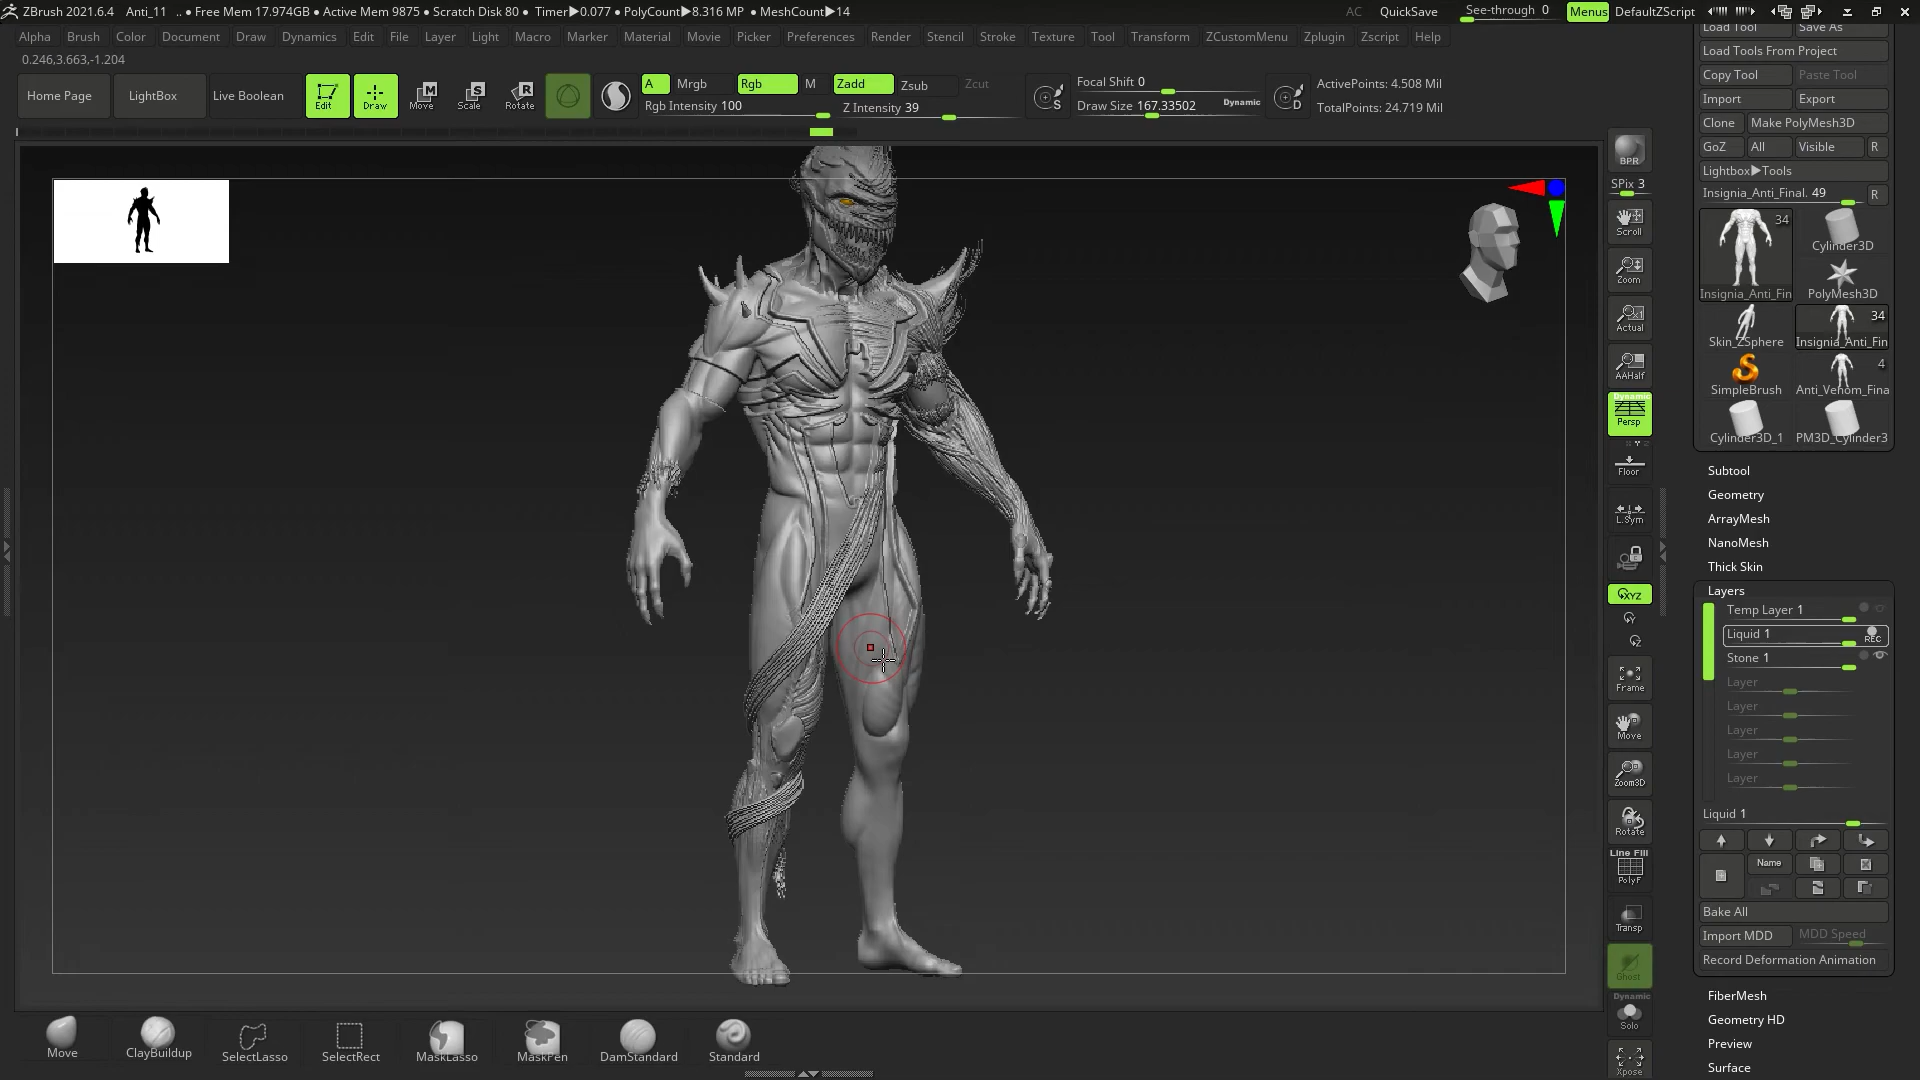 ZBrush 2021.6.4 Anti_11 .. • Free Mem 17.974GB • Active Mem 9875 • Scratch Disk 80 • Timer▶0.077 • PolyCount▶8.316 MP • MeshCount▶14 AC QuickSave See-through 0 Menus DefaultZScript
Alpha Brush Color Document Draw Dynamics Edit File Layer Light Macro Marker Material Movie Picker Preferences Render Stencil Stroke Texture Tool Transform ZCustomMenu Zplugin Zscript Help
0.246,3.663,-1.204
Home Page LightBox Live Boolean Edit Draw Move Scale Rotate
A Mrgb Rgb M Zadd Zsub Zcut
Rgb Intensity 100 Z Intensity 39
S Focal Shift 0 D
Draw Size 167.33502 Dynamic
ActivePoints: 4.508 Mil
TotalPoints: 24.719 Mil
BPR
SPix 3
Scroll
Zoom
Actual
AAHalf
Dynamic
Persp
Floor
L.Sym
XYZ
Y
Z
Frame
Move
Zoom3D
Rotate
Line Fill
PolyF
Transp
Ghost
Dynamic
Solo
Xpose
Load Tool Save As
Load Tools From Project
Copy Tool Paste Tool
Import Export
Clone Make PolyMesh3D
GoZ All Visible R
Lightbox▶Tools
Insignia_Anti_Final. 49 R
34
Insignia_Anti_Fin
Cylinder3D
PolyMesh3D
Skin_ZSphere
34
Insignia_Anti_Fin
SimpleBrush
4
Anti_Venom_Fina
Cylinder3D_1
PM3D_Cylinder3
Subtool
Geometry
ArrayMesh
NanoMesh
Thick Skin
Layers
Temp Layer 1
Liquid 1 REC
Stone 1
Layer
Layer
Layer
Layer
Layer
Liquid 1
Name
Bake All
Import MDD MDD Speed
Record Deformation Animation
FiberMesh
Geometry HD
Preview
Surface
Move ClayBuildup SelectLasso SelectRect MaskLasso MaskPen DamStandard Standard